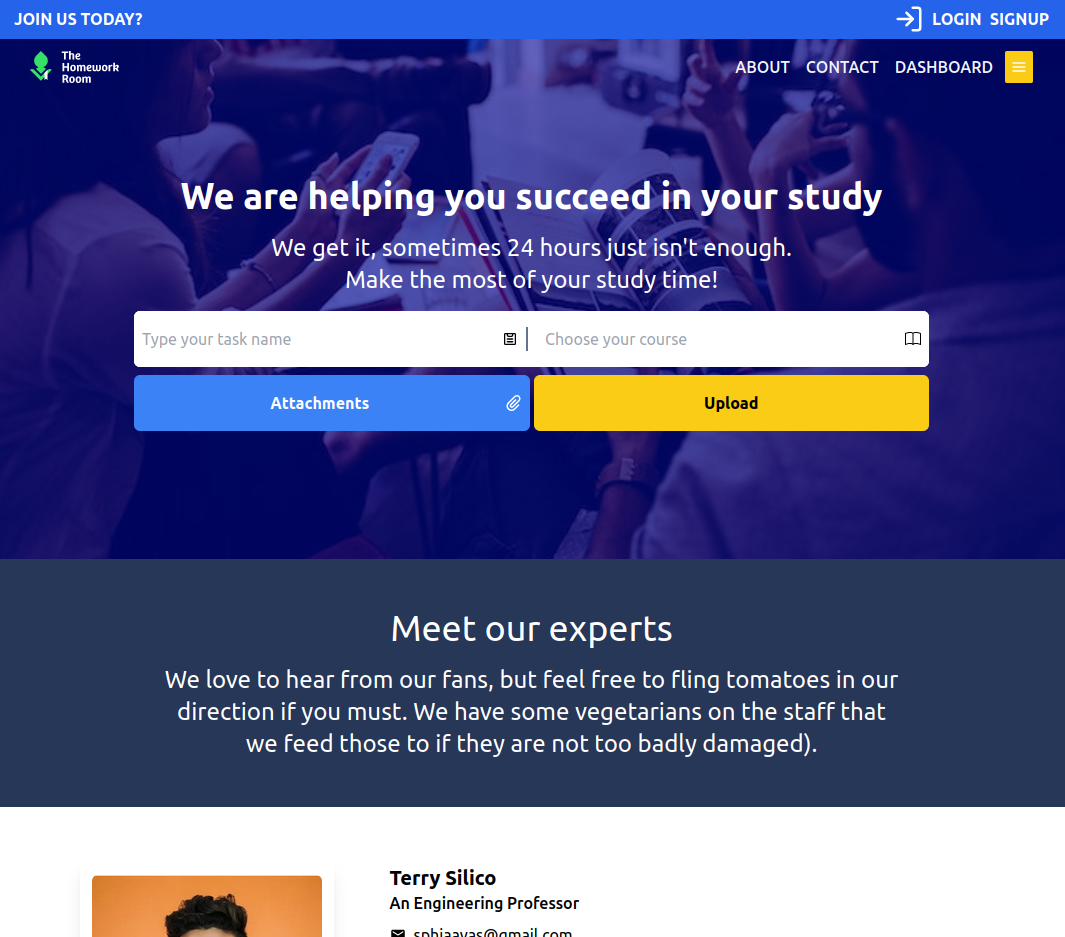 JOIN US TODAY?
LOGIN SIGNUP
The
Homework
Room
ABOUT CONTACT DASHBOARD
We are helping you succeed in your study
We get it, sometimes 24 hours just isn't enough.
Make the most of your study time!
Type your task name
Choose your course
Attachments
Upload
Meet our experts
We love to hear from our fans, but feel free to fling tomatoes in our
direction if you must. We have some vegetarians on the staff that
we feed those to if they are not too badly damaged).
Terry Silico
An Engineering Professor
sphiaayas@gmail.com